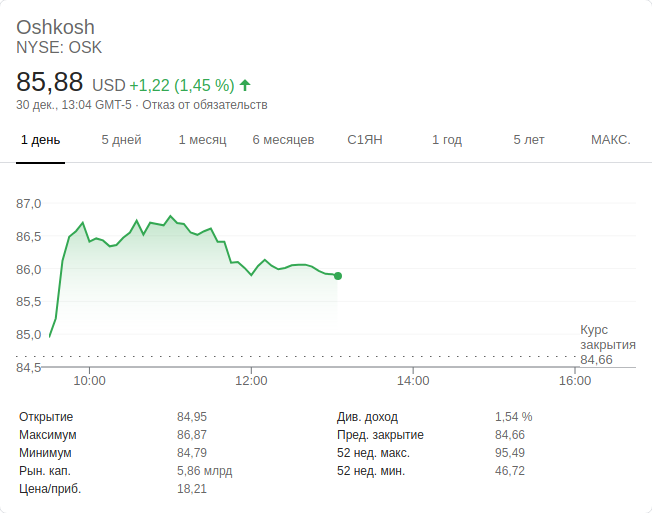 Oshkosh
NYSE: OSK
85,88 USD +1,22 (1,45 %)
30 дек., 13:04 GMT-5 · Отказ от обязательств
1 день 5 дней 1 месяц 6 месяцев С1ЯН 1 год 5 лет МАКС.
87,0
86,5
86,0
85,5
85,0
84,5
Курс
закрытия
84,66
10:00 12:00 14:00 16:00
Открытие 84,95 Див. доход 1,54 %
Максимум 86,87 Пред. закрытие 84,66
Минимум 84,79 52 нед. макс. 95,49
Рын. кап. 5,86 млрд 52 нед. мин. 46,72
Цена/приб. 18,21